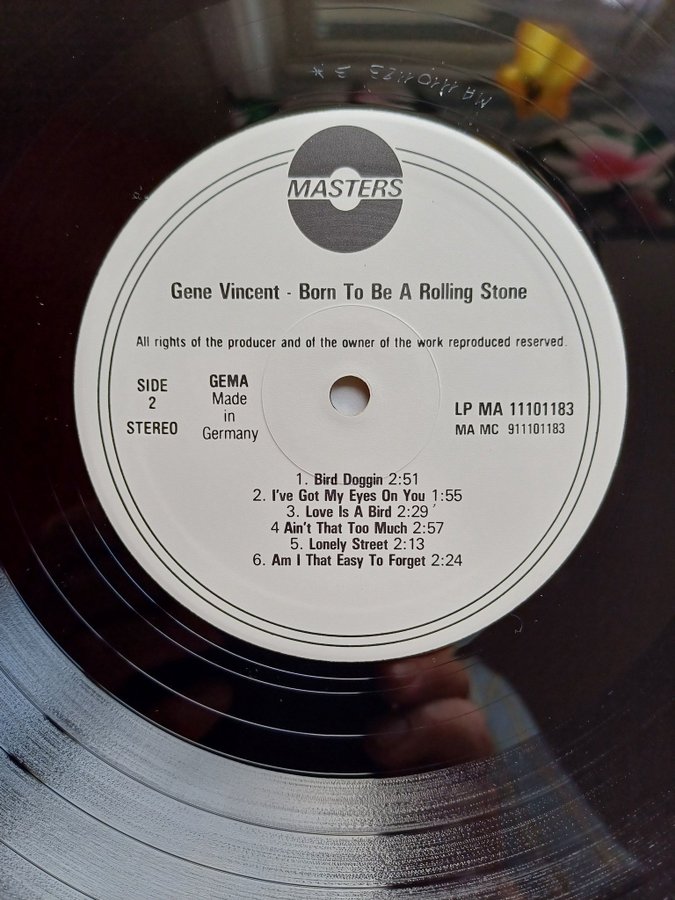 MA 11101183 *
MASTERS
Gene Vincent - Born To Be A Rolling Stone
All rights of the producer and of the owner of the work reproduced reserved.
SIDE
2
STEREO
GEMA
Made
in
Germany
LP MA 11101183
MA MC 911101183
1. Bird Doggin 2:51
2. I've Got My Eyes On You 1:55
3. Love Is A Bird 2:29
4 Ain't That Too Much 2:57
5. Lonely Street 2:13
6. Am I That Easy To Forget 2:24